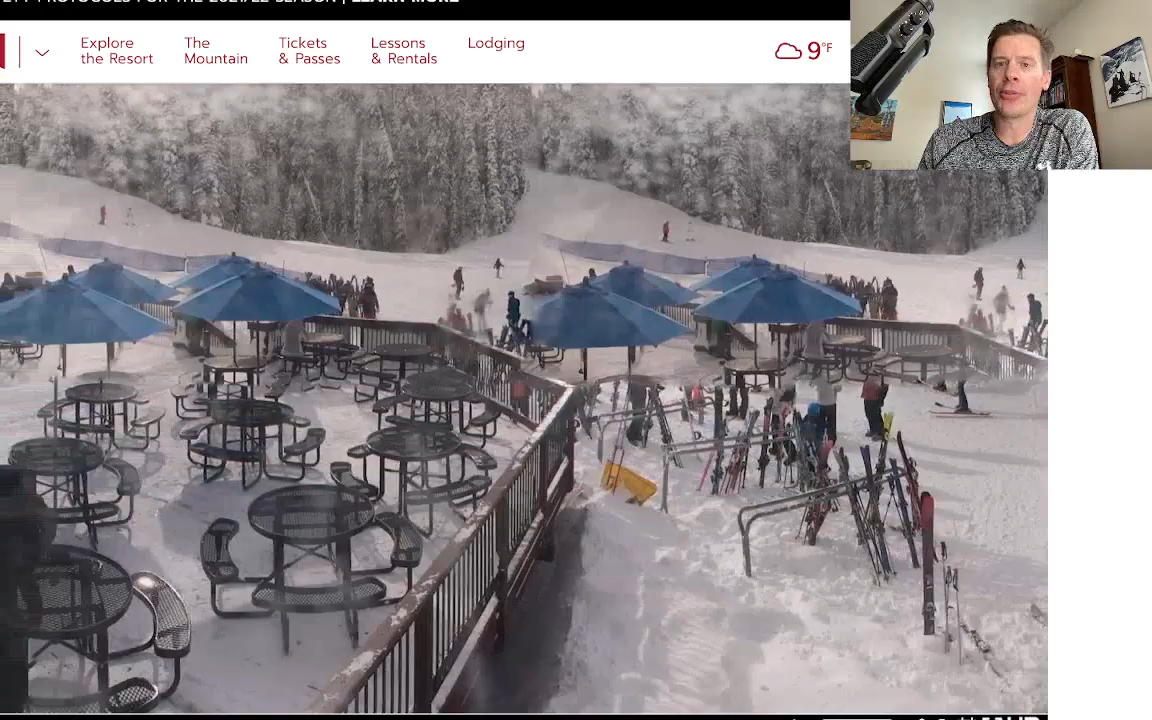 PROTOCOLS FOR THE 2021/22 SEASON | LEARN MORE
Explore
the Resort
The
Mountain
Tickets
& Passes
Lessons
& Rentals
Lodging
9°F